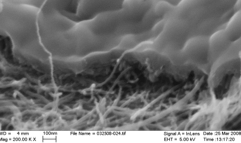 WD = 4 mm 100nm File Name = 032508-024.tif Signal A = InLens Date :25 Mar 2008
Mag = 200.00 K X EHT = 5.00 kV Time :13:17:20